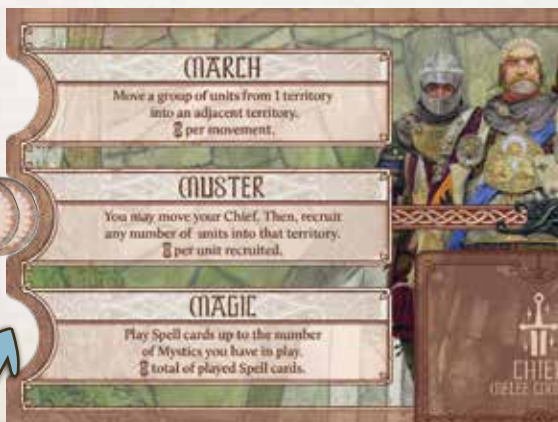 MARCH
Move a group of units from 1 territory
into an adjacent territory.
per movement.
MUSTER
You may move your Chief. Then, recruit
any number of units into that territory.
per unit recruited.
MAGIC
Play Spell cards up to the number
of Mystics you have in play.
total of played Spell cards.
CHIEF
MELEE